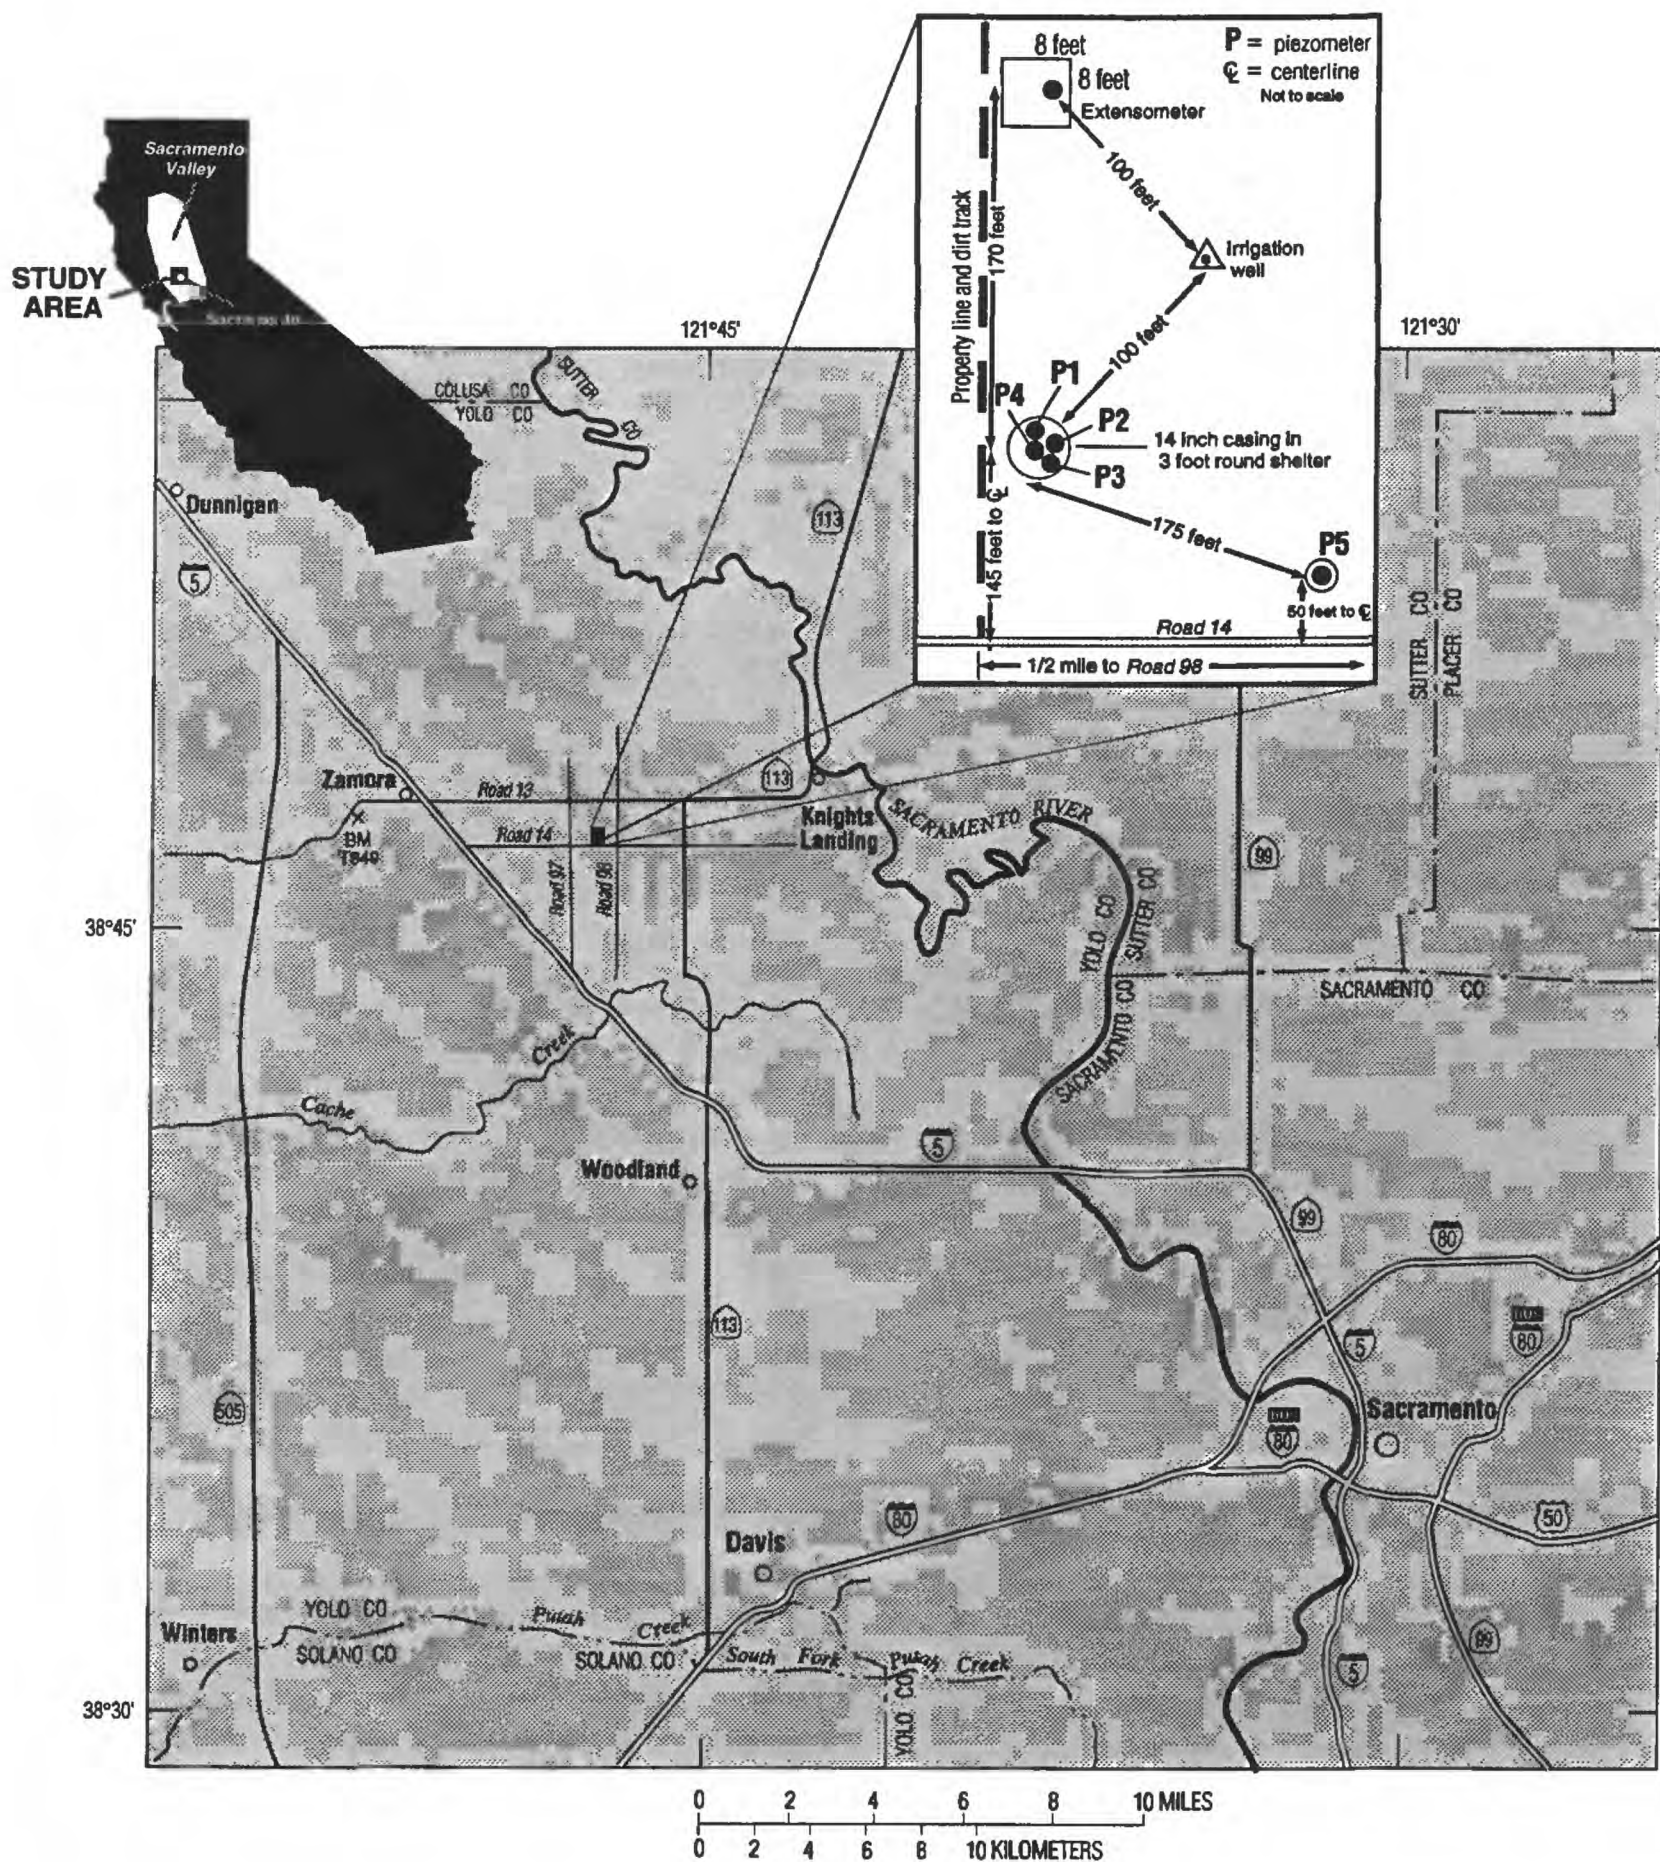 8 feet
8 feet
Extensometer
P = piezometer
℄ = centerline
Not to scale
100 feet
Property line and dirt track
170 feet
Irrigation
well
100 feet
P1
P4
P2
14 inch casing in
3 foot round shelter
P3
145 feet to ℄
175 feet
P5
50 feet to ℄
Road 14
1/2 mile to Road 98
Sacramento
Valley
STUDY
AREA
121°45'
121°30'
COLUSA CO
YOLO CO
SUTTER CO
Dunnigan
5
113
SUTTER CO
PLACER CO
Zamora
Road 13
113
Knights
Landing
BM
T849
Road 14
Road 97
Road 98
SACRAMENTO RIVER
99
38°45'
YOLO CO
SUTTER CO
SACRAMENTO CO
SACRAMENTO CO
Cache Creek
5
Woodland
99
80
113
5
80
505
Sacramento
80
80
50
Davis
YOLO CO
SOLANO CO
Putah Creek
Winters
SOLANO CO
South Fork Putah Creek
YOLO CO
99
5
38°30'
0 2 4 6 8 10 MILES
0 2 4 6 8 10 KILOMETERS